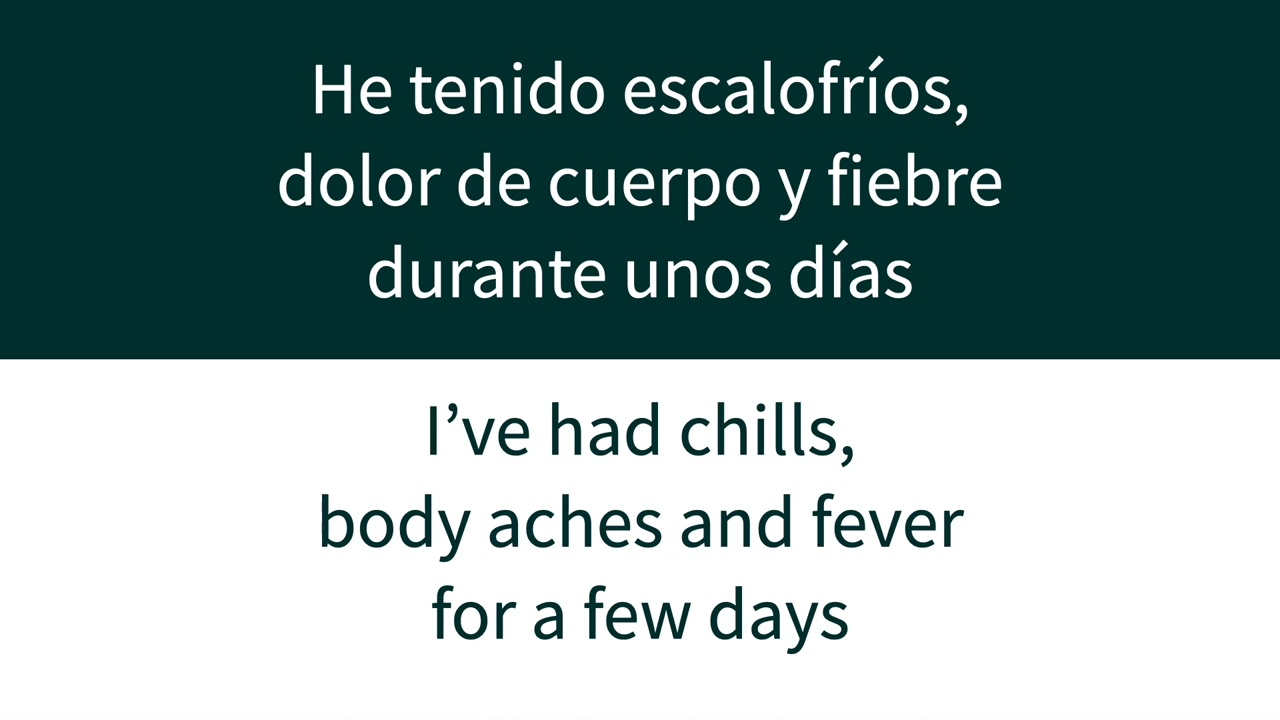 He tenido escalofríos,
dolor de cuerpo y fiebre
durante unos días
I’ve had chills,
body aches and fever
for a few days